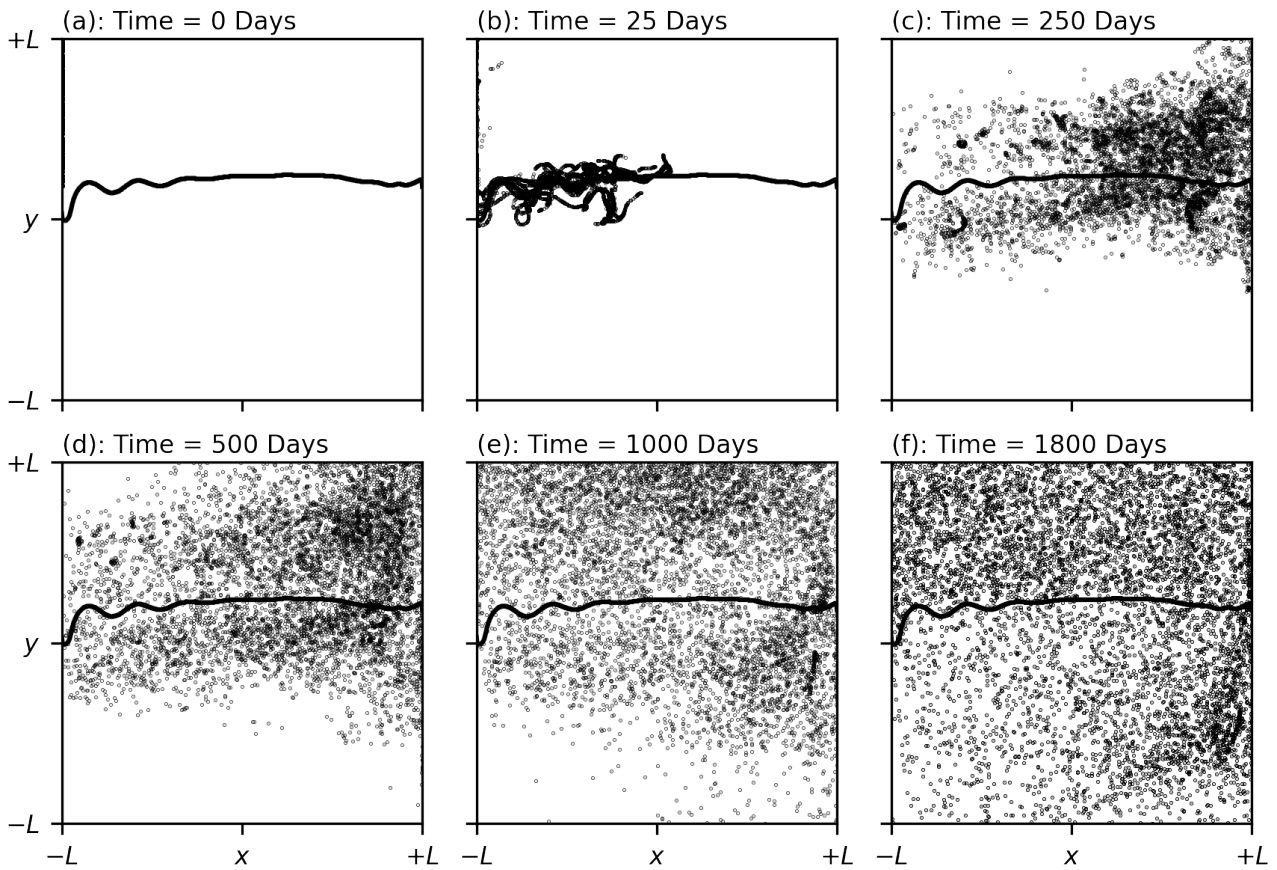 (a): Time = 0 Days
(b): Time = 25 Days
(c): Time = 250 Days
+L
y
−L
(d): Time = 500 Days
(e): Time = 1000 Days
(f): Time = 1800 Days
+L
y
−L
−L x +L −L x +L −L x +L